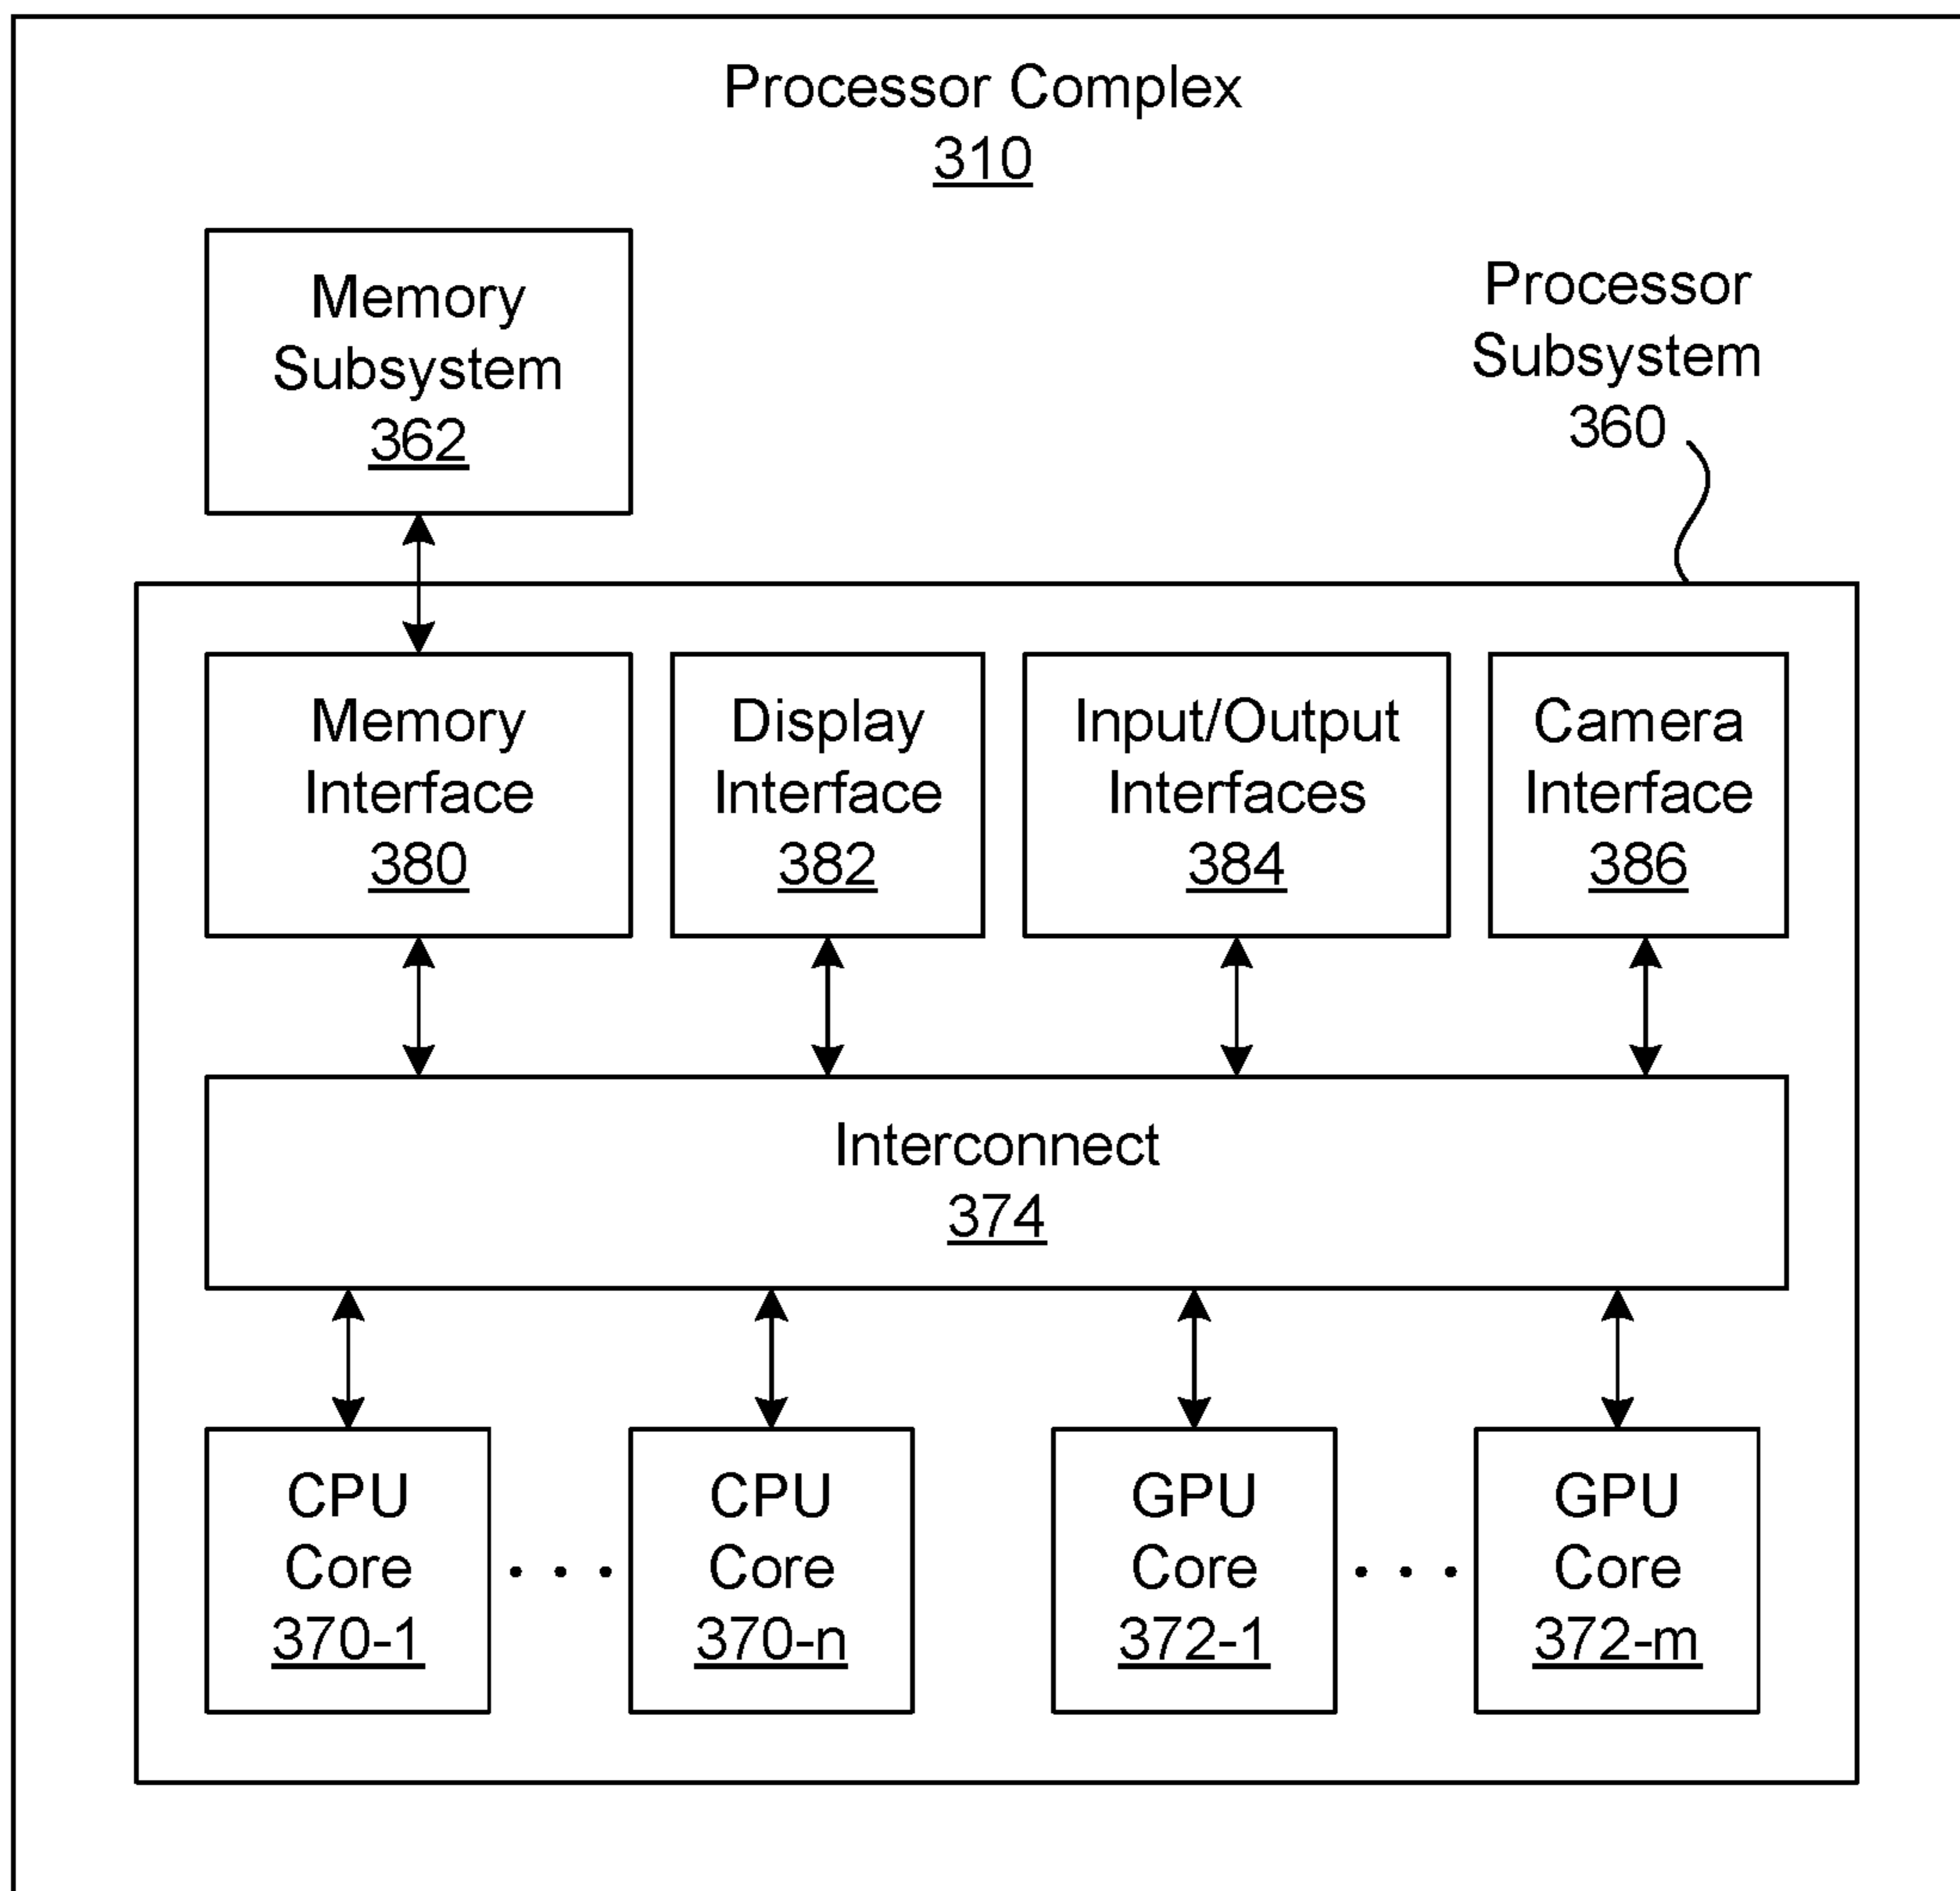 Processor Complex
310
Memory
Subsystem
362
Processor
Subsystem
360
Memory
Interface
380
Display
Interface
382
Input/Output
Interfaces
384
Camera
Interface
386
Interconnect
374
CPU
Core
370-1
CPU
Core
370-n
GPU
Core
372-1
GPU
Core
372-m